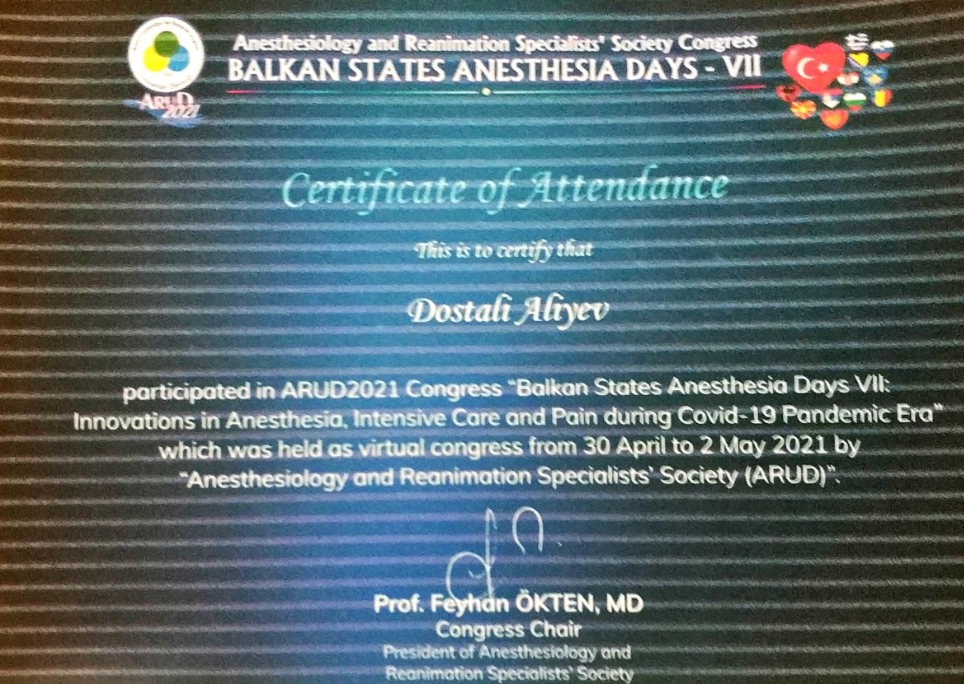 Anesthesiology and Reanimation Specialists' Society Congress
BALKAN STATES ANESTHESIA DAYS - VII
ARUD
2021
Certificate of Attendance
This is to certify that
Dostali Aliyev
participated in ARUD2021 Congress "Balkan States Anesthesia Days VII:
Innovations in Anesthesia, Intensive Care and Pain during Covid-19 Pandemic Era"
which was held as virtual congress from 30 April to 2 May 2021 by
"Anesthesiology and Reanimation Specialists' Society (ARUD)".
Prof. Feyhan ÖKTEN, MD
Congress Chair
President of Anesthesiology and
Reanimation Specialists' Society